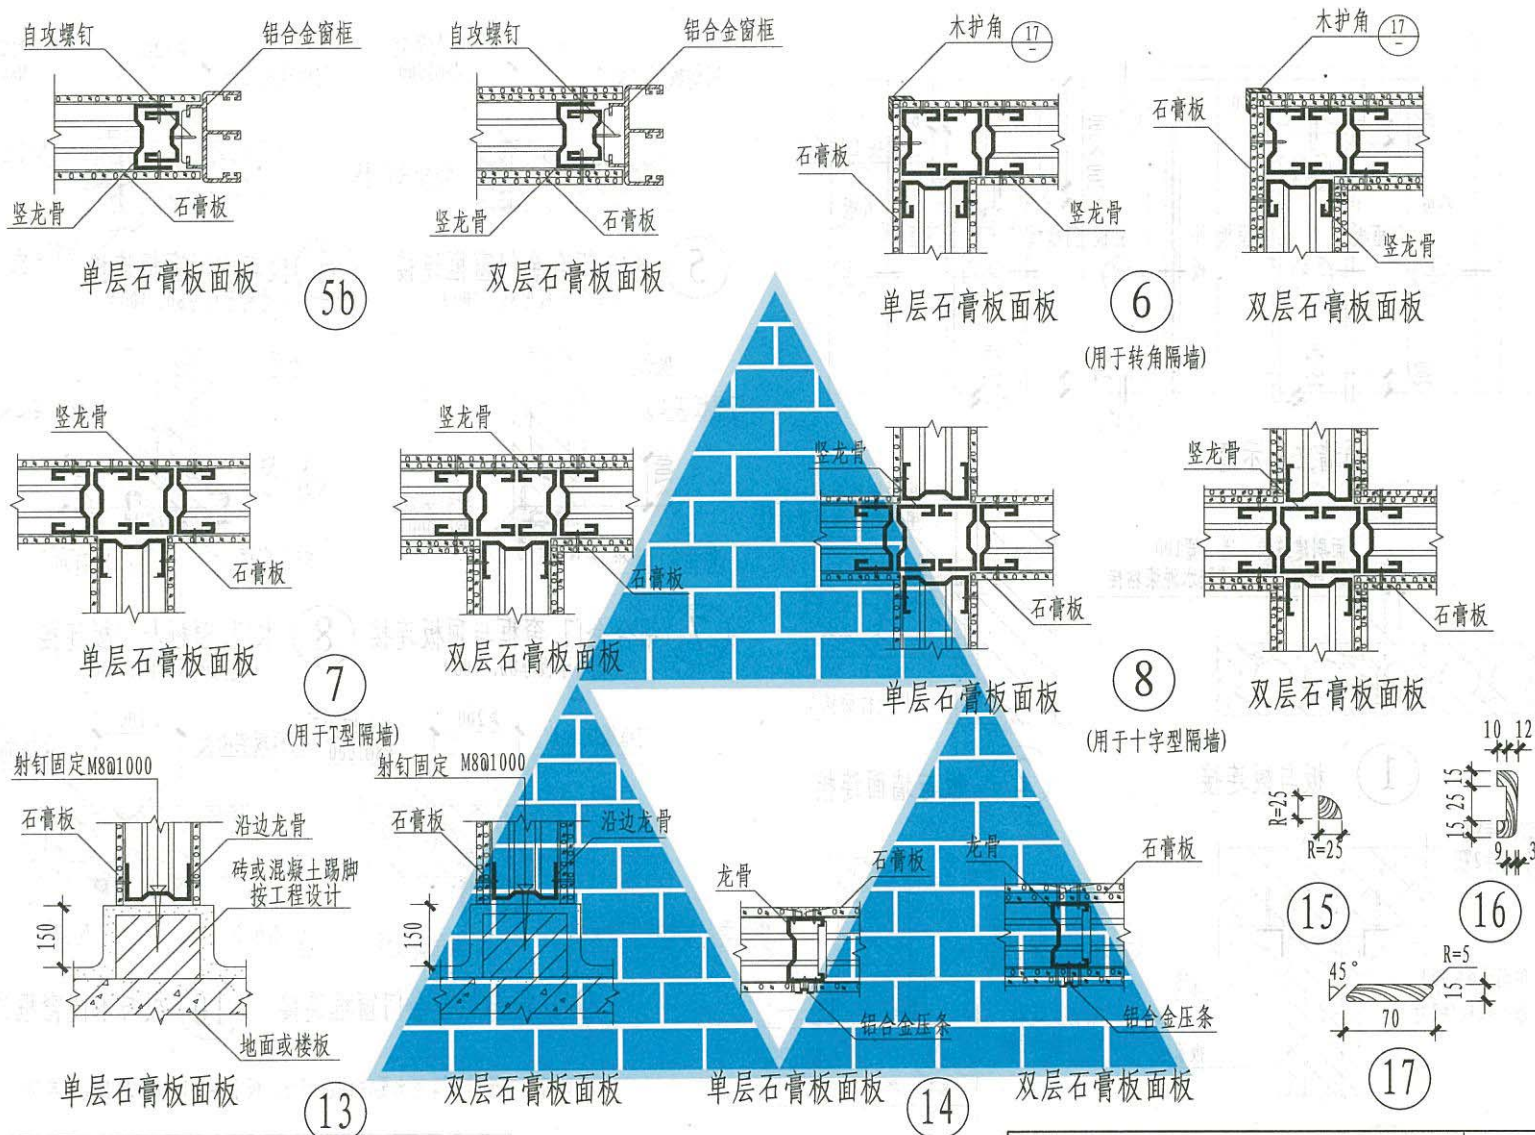 自攻螺钉
铝合金窗框
竖龙骨
石膏板
单层石膏板面板
5b
自攻螺钉
铝合金窗框
竖龙骨
石膏板
双层石膏板面板
木护角
17
-
石膏板
竖龙骨
单层石膏板面板
6
(用于转角隔墙)
木护角
17
-
石膏板
竖龙骨
双层石膏板面板
竖龙骨
石膏板
单层石膏板面板
7
(用于T型隔墙)
竖龙骨
石膏板
双层石膏板面板
竖龙骨
石膏板
单层石膏板面板
8
(用于十字型隔墙)
竖龙骨
石膏板
双层石膏板面板
射钉固定M8@1000
石膏板
沿边龙骨
砖或混凝土踢脚
按工程设计
150
地面或楼板
单层石膏板面板
13
射钉固定 M8@1000
石膏板
沿边龙骨
150
双层石膏板面板
龙骨
石膏板
铝合金压条
单层石膏板面板
14
龙骨
石膏板
铝合金压条
双层石膏板面板
R=25
R=25
15
10 12
15 25 15
9 3
16
45°
R=5
15
70
17